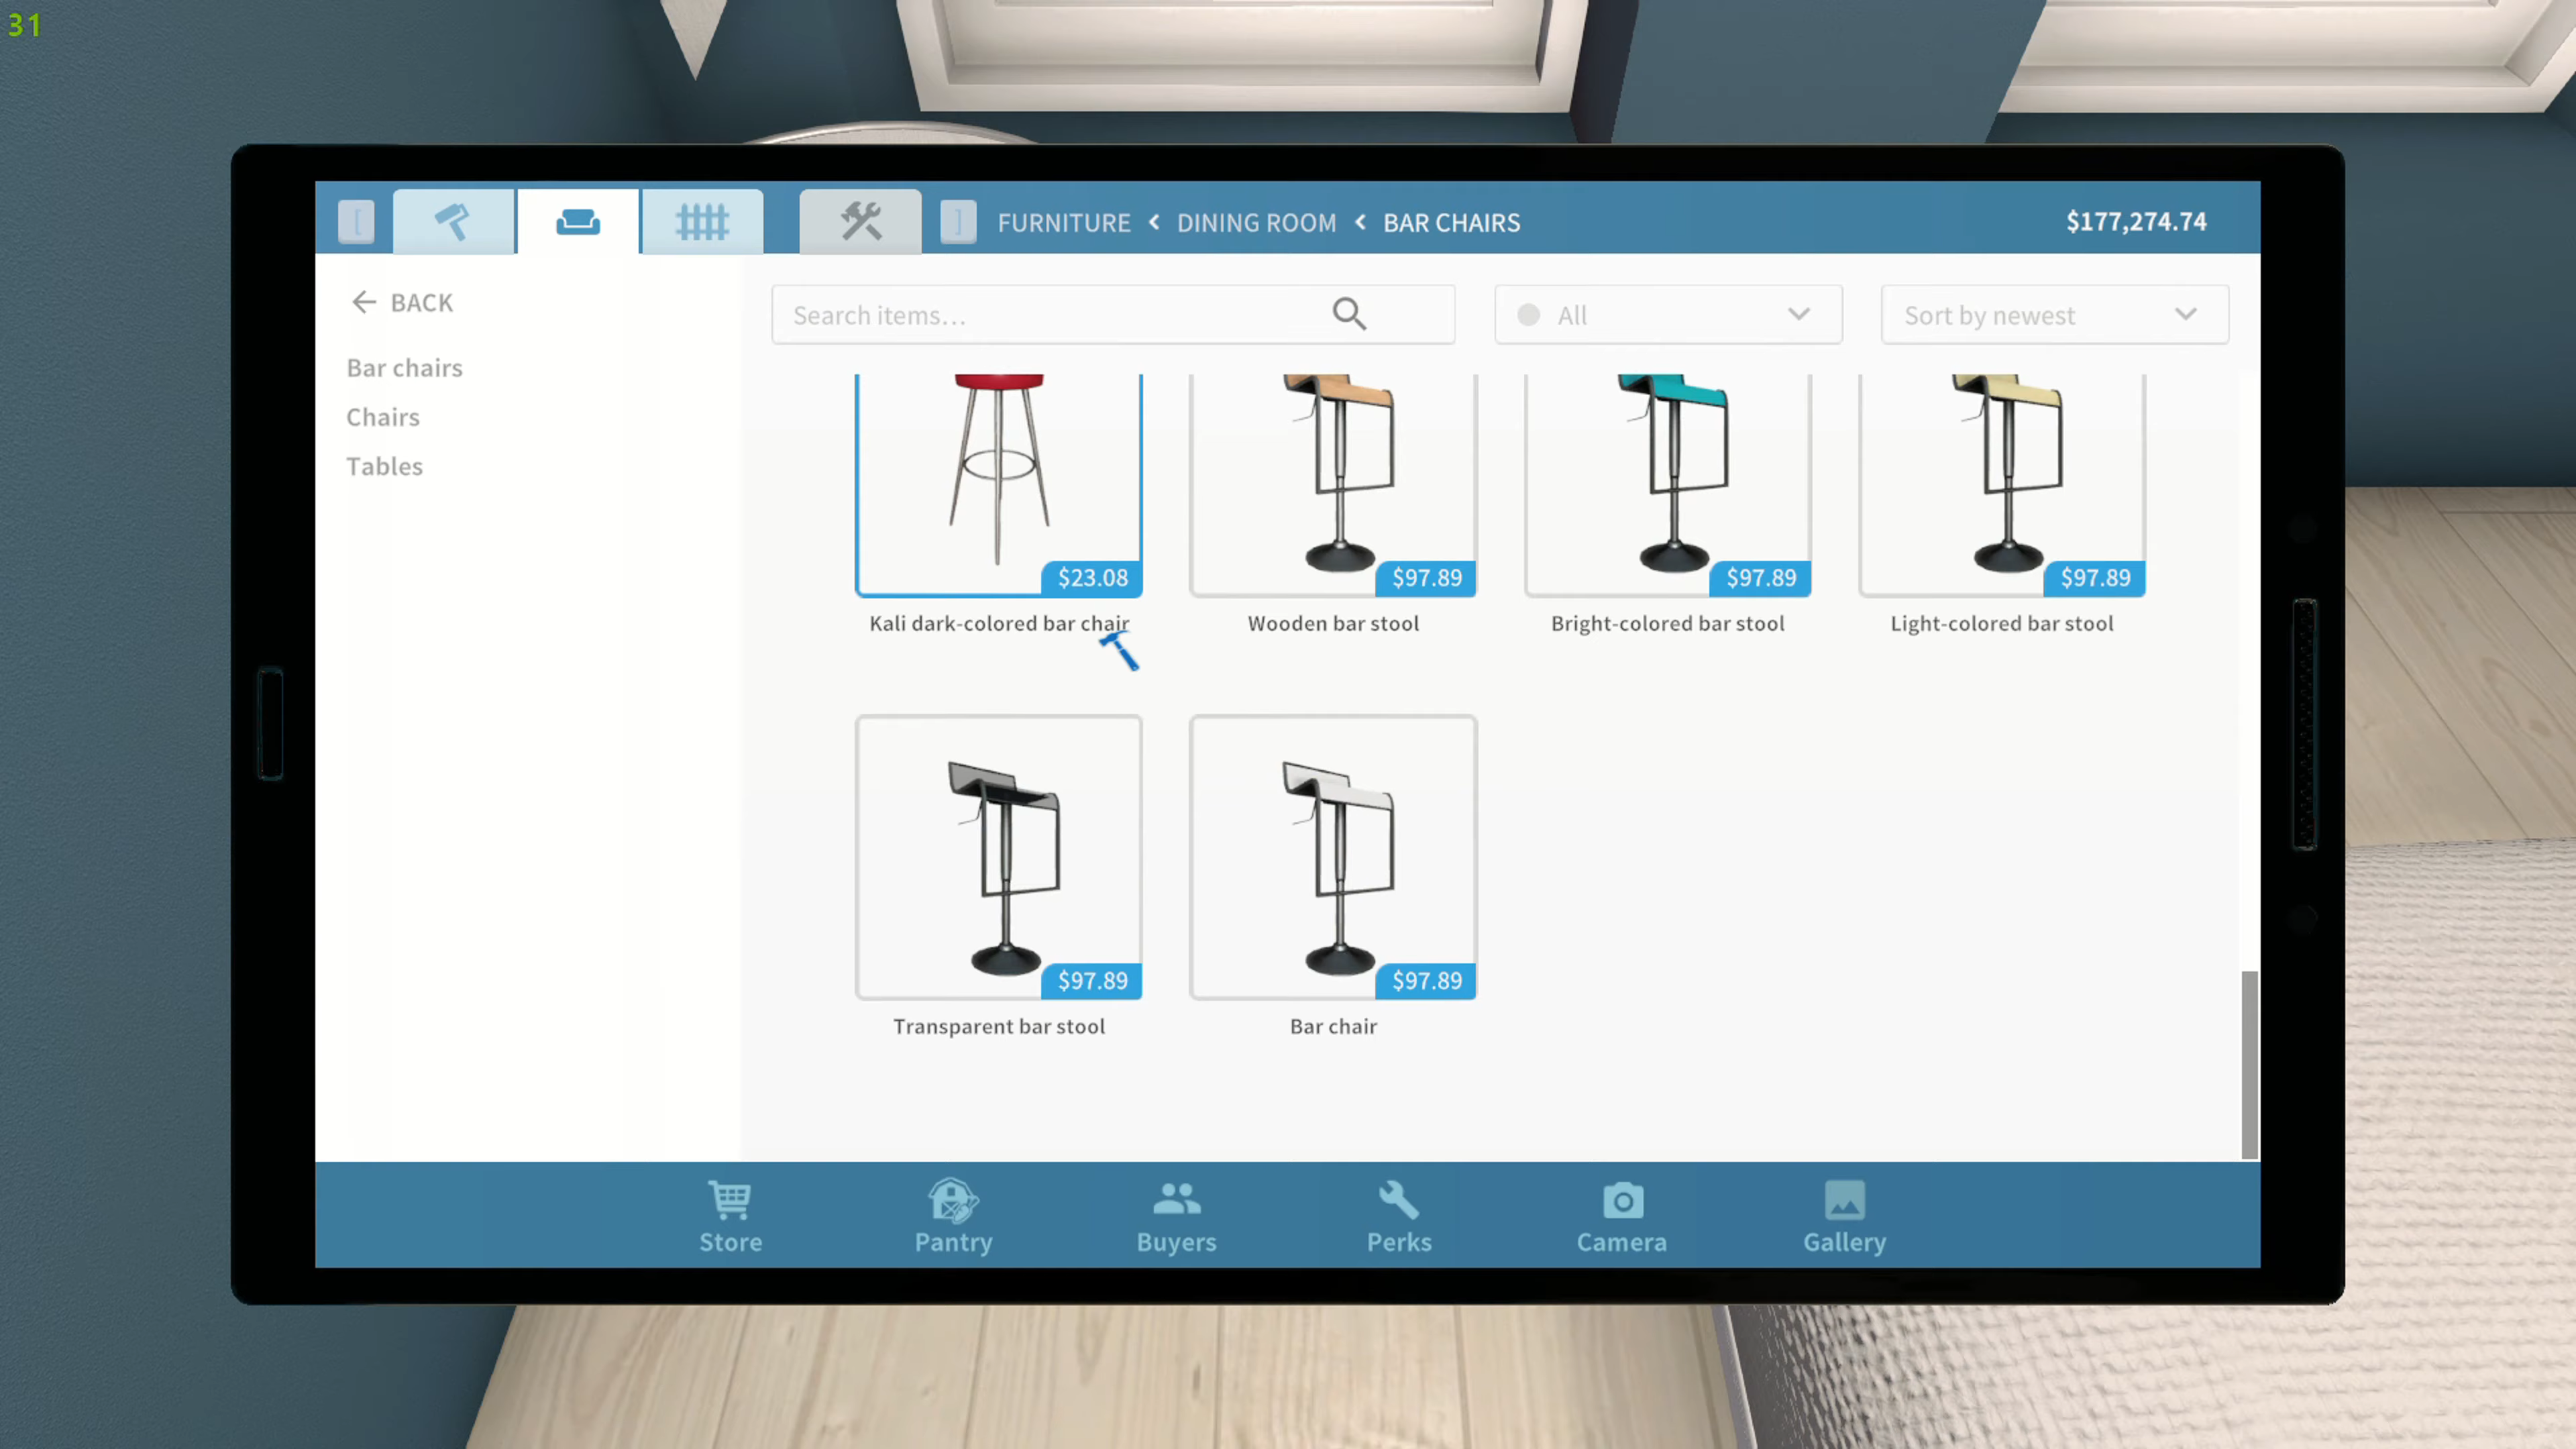 31
[
]
FURNITURE < DINING ROOM < BAR CHAIRS
$177,274.74
BACK
Bar chairs
Chairs
Tables
Search items...
All
Sort by newest
$23.08
$97.89
$97.89
$97.89
Kali dark-colored bar chair
Wooden bar stool
Bright-colored bar stool
Light-colored bar stool
$97.89
$97.89
Transparent bar stool
Bar chair
Store
Pantry
Buyers
Perks
Camera
Gallery